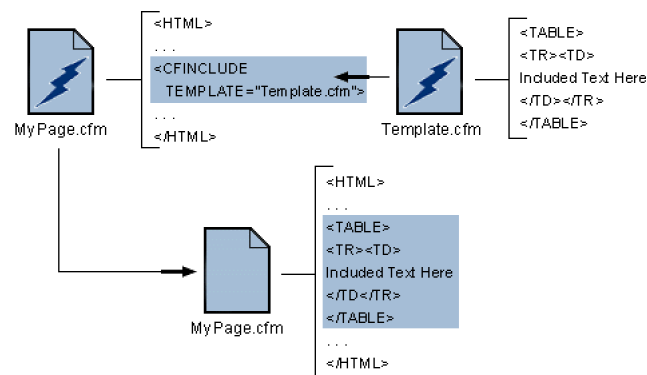 <HTML>
. . .
<CFINCLUDE
TEMPLATE="Template.cfm">
. . .
</HTML>
MyPage.cfm
<TABLE>
<TR><TD>
Included Text Here
</TD></TR>
</TABLE>
Template.cfm
<HTML>
. . .
<TABLE>
<TR><TD>
Included Text Here
</TD</TR>
</TABLE>
. . .
</HTML>
MyPage.cfm